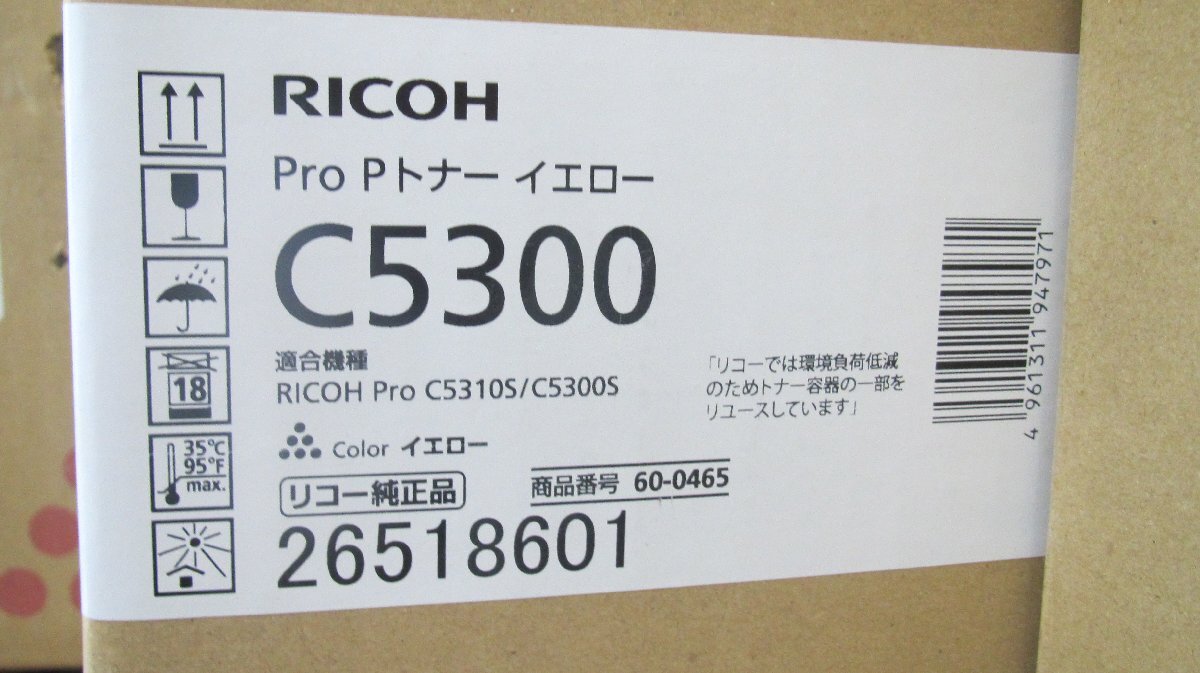 RICOH
Pro Pトナー イエロー
C5300
適合機種
RICOH Pro C5310S/C5300S
「リコーでは環境負荷低減
のためトナー容器の一部を
リユースしています」
Color イエロー
リコー純正品
商品番号 60-0465
26518601
18
35℃
95°F
max.
4 961311 947971